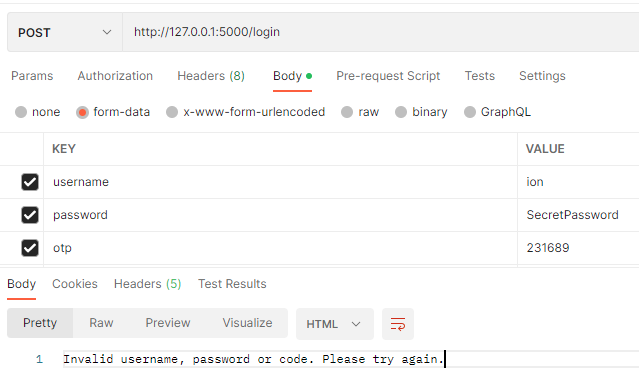 POST http://127.0.0.1:5000/login
Params Authorization Headers (8) Body Pre-request Script Tests Settings
none form-data x-www-form-urlencoded raw binary GraphQL
KEY VALUE
username ion
password SecretPassword
otp 231689
Body Cookies Headers (5) Test Results
Pretty Raw Preview Visualize HTML
1 Invalid username, password or code. Please try again.